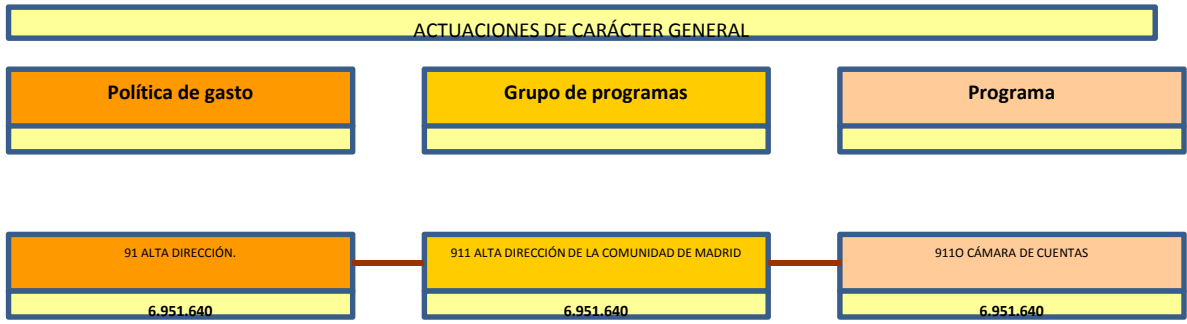 ACTUACIONES DE CARÁCTER GENERAL
Política de gasto
Grupo de programas
Programa
91 ALTA DIRECCIÓN.
911 ALTA DIRECCIÓN DE LA COMUNIDAD DE MADRID
911O CÁMARA DE CUENTAS
6.951.640
6.951.640
6.951.640